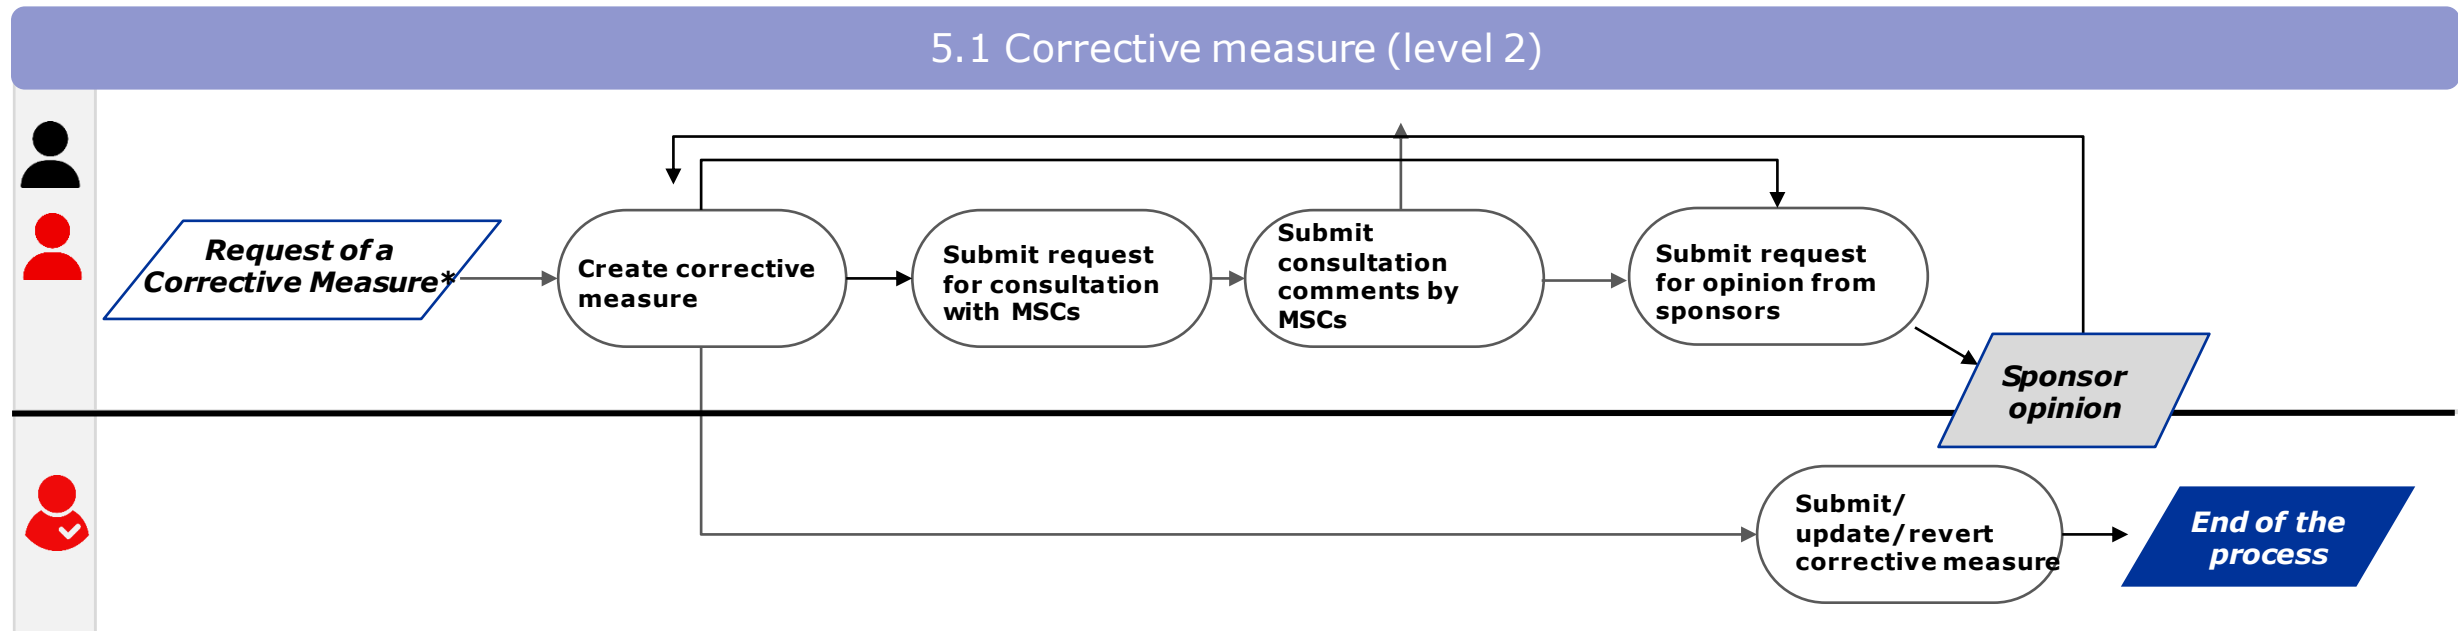 5.1 Corrective measure (level 2)
Request of a
Corrective Measure*
Create corrective
measure
Submit request
for consultation
with MSCs
Submit
consultation
comments by
MSCs
Submit request
for opinion from
sponsors
Sponsor
opinion
Submit/
update/revert
corrective measure
End of the
process